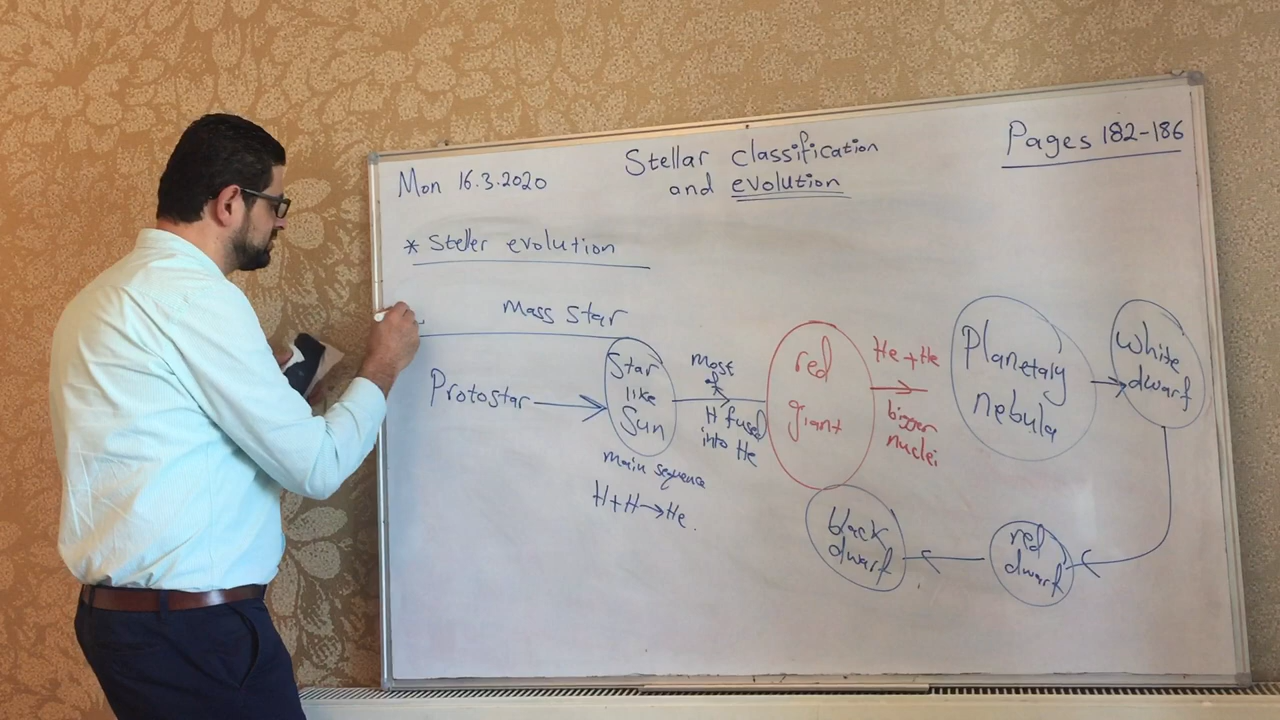 Mon 16.3.2020
Stellar classification
and evolution
Pages 182-186
* Steller evolution
Mass star
Protostar
Star
like
Sun
main sequence
H+H→He.
most
of
H fused
into He
red
giant
He+He
bigger
nuclei
Planetary
nebula
white
dwarf
red
dwarf
black
dwarf